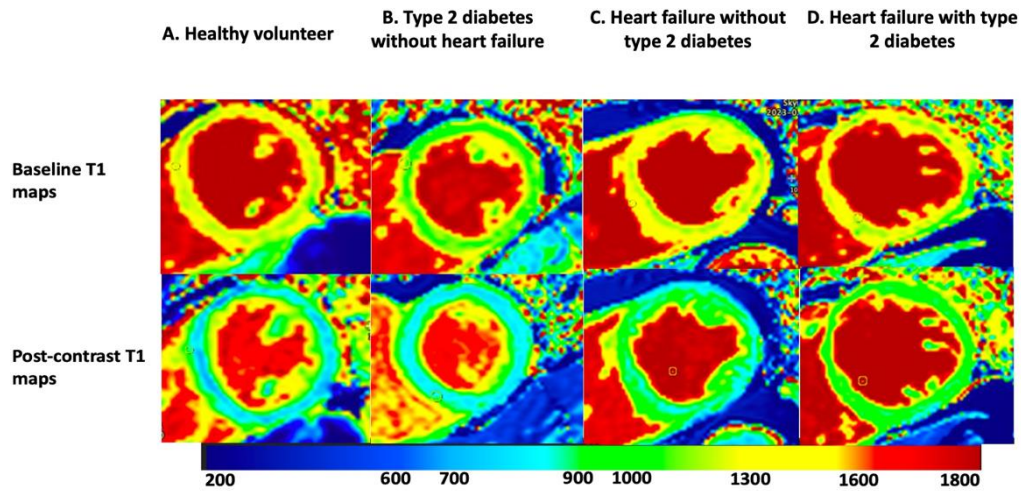 A. Healthy volunteer
B. Type 2 diabetes
without heart failure
C. Heart failure without
type 2 diabetes
D. Heart failure with type
2 diabetes
Baseline T1
maps
Post-contrast T1
maps
200 600 700 900 1000 1300 1600 1800